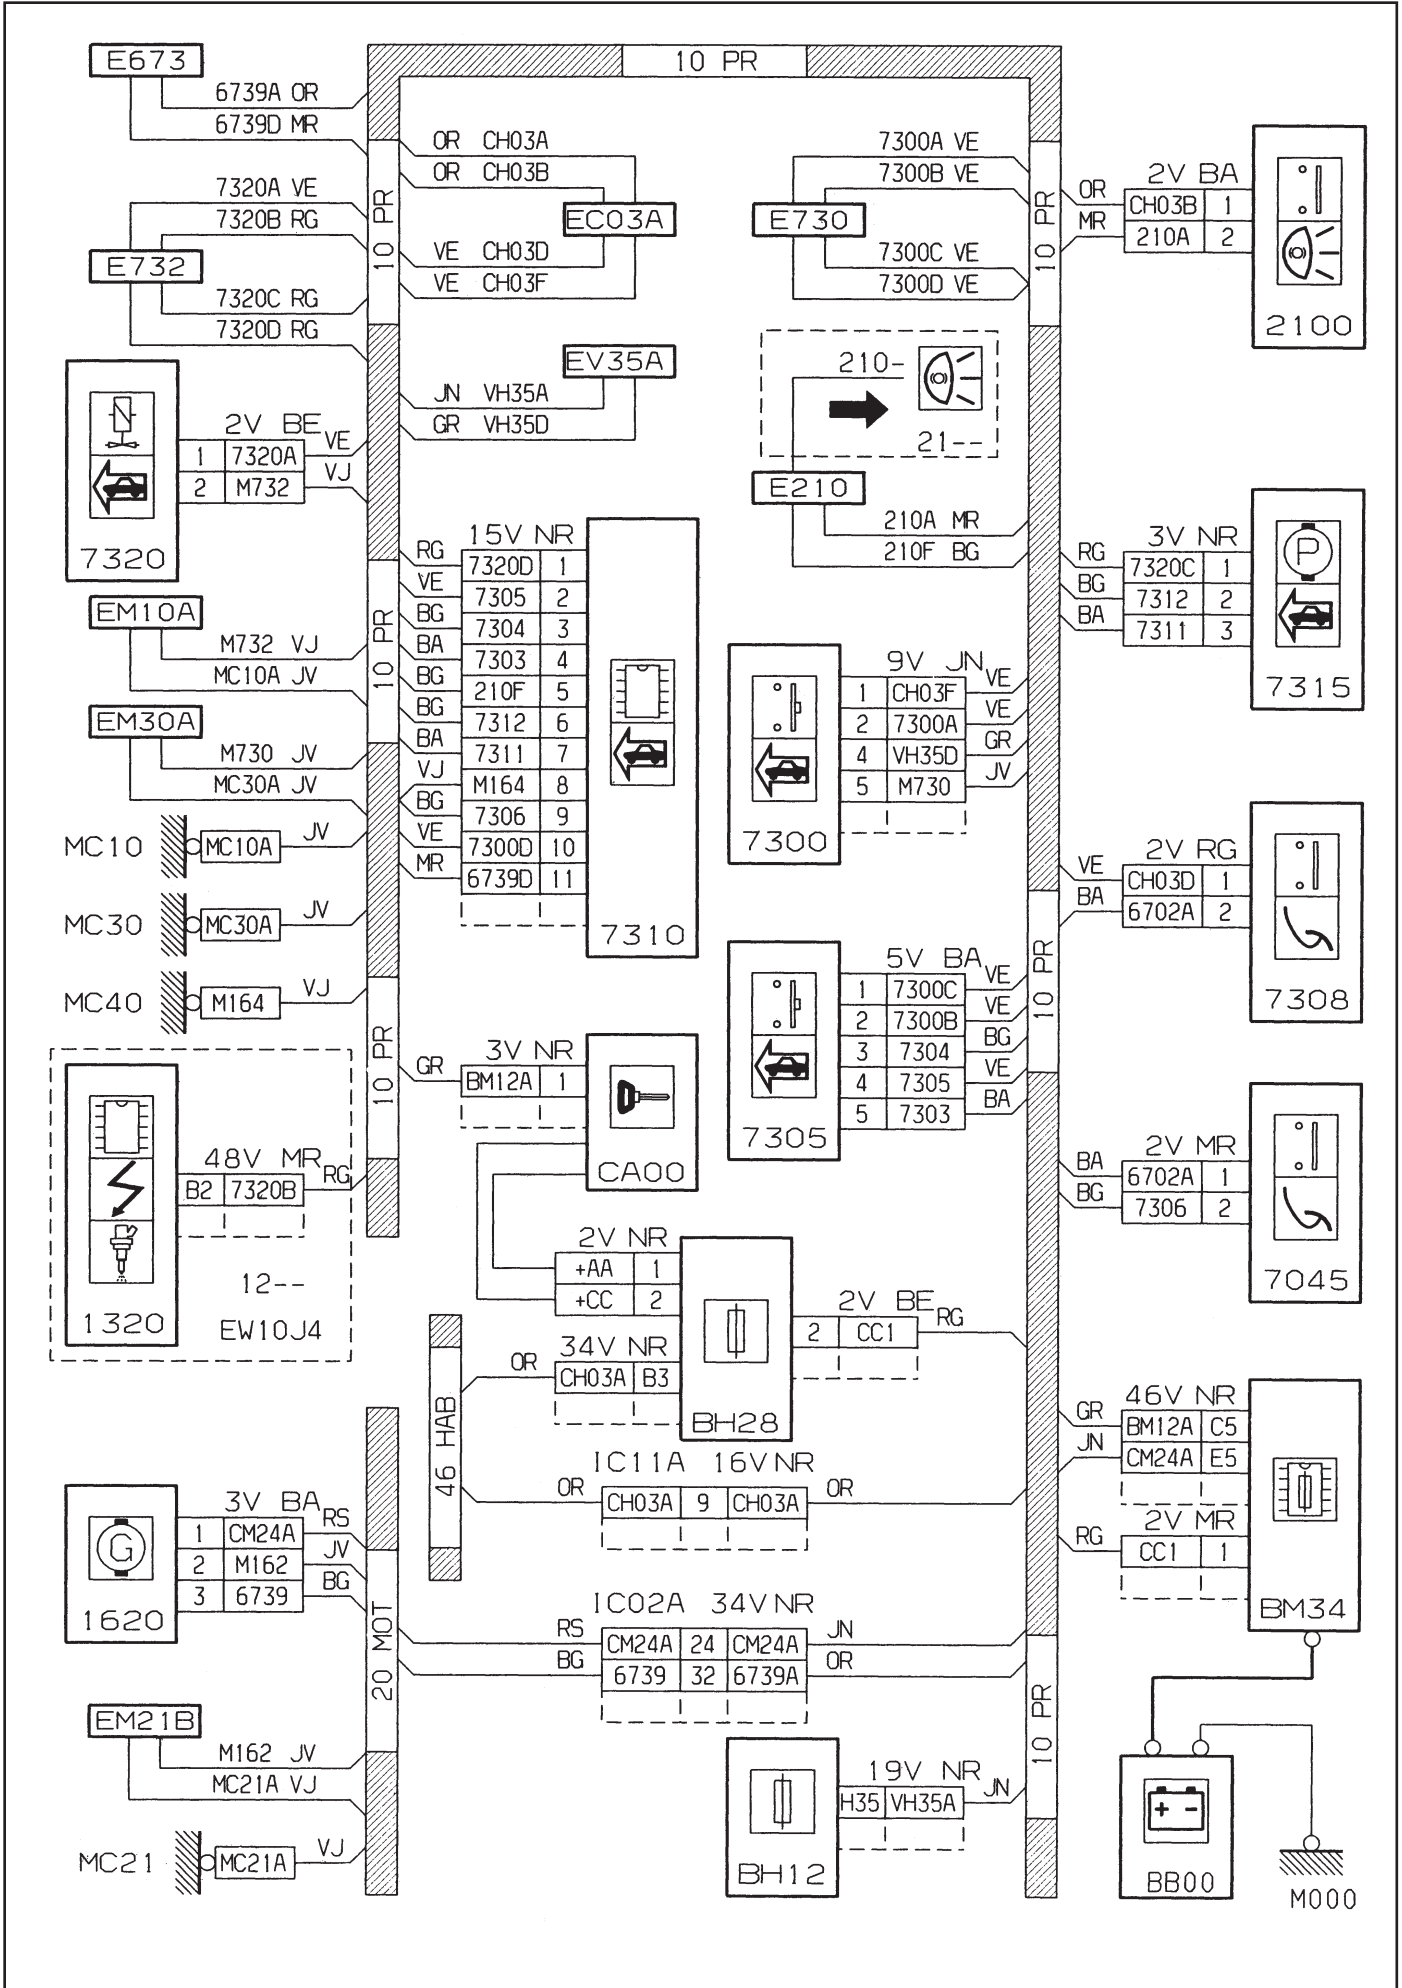 10 PR
E673
6739A OR
6739D MR
7320A VE
7320B RG
E732
7320C RG
7320D RG
10 PR
OR CH03A
OR CH03B
EC03A
VE CH03D
VE CH03F
EV35A
JN VH35A
GR VH35D
7300A VE
7300B VE
E730
7300C VE
7300D VE
10 PR
210-
21--
E210
210A MR
210F BG
2V BA
OR CH03B 1
MR 210A 2
2100
2V BE
1 7320A VE
2 M732 VJ
7320
EM10A
M732 VJ
MC10A JV
EM30A
M730 JV
MC30A JV
MC10 MC10A JV
MC30 MC30A JV
MC40 M164 VJ
10 PR
15V NR
RG 7320D 1
VE 7305 2
BG 7304 3
BA 7303 4
BG 210F 5
BG 7312 6
BA 7311 7
VJ M164 8
BG 7306 9
VE 7300D 10
MR 6739D 11
7310
9V JN
1 CH03F VE
2 7300A VE
4 VH35D GR
5 M730 JV
7300
3V NR
RG 7320C 1
BG 7312 2
BA 7311 3
P
7315
2V RG
VE CH03D 1
BA 6702A 2
7308
5V BA
1 7300C VE
2 7300B VE
3 7304 BG
4 7305 VE
5 7303 BA
7305
10 PR
10 PR
3V NR
GR BM12A 1
CA00
48V MR
B2 7320B RG
12--
EW10J4
1320
2V MR
BA 6702A 1
BG 7306 2
7045
2V NR
+AA 1
+CC 2
34V NR
OR CH03A B3
BH28
2V BE
2 CC1 RG
46 HAB
IC11A 16V NR
OR CH03A 9 CH03A OR
46V NR
GR BM12A C5
JN CM24A E5
2V MR
RG CC1 1
BM34
3V BA
1 CM24A RS
2 M162 JV
3 6739 BG
G
1620
20 MOT
IC02A 34V NR
RS CM24A 24 CM24A JN
BG 6739 32 6739A OR
10 PR
EM21B
M162 JV
MC21A VJ
MC21 MC21A VJ
19V NR
H35 VH35A JN
BH12
+ -
BB00
M000